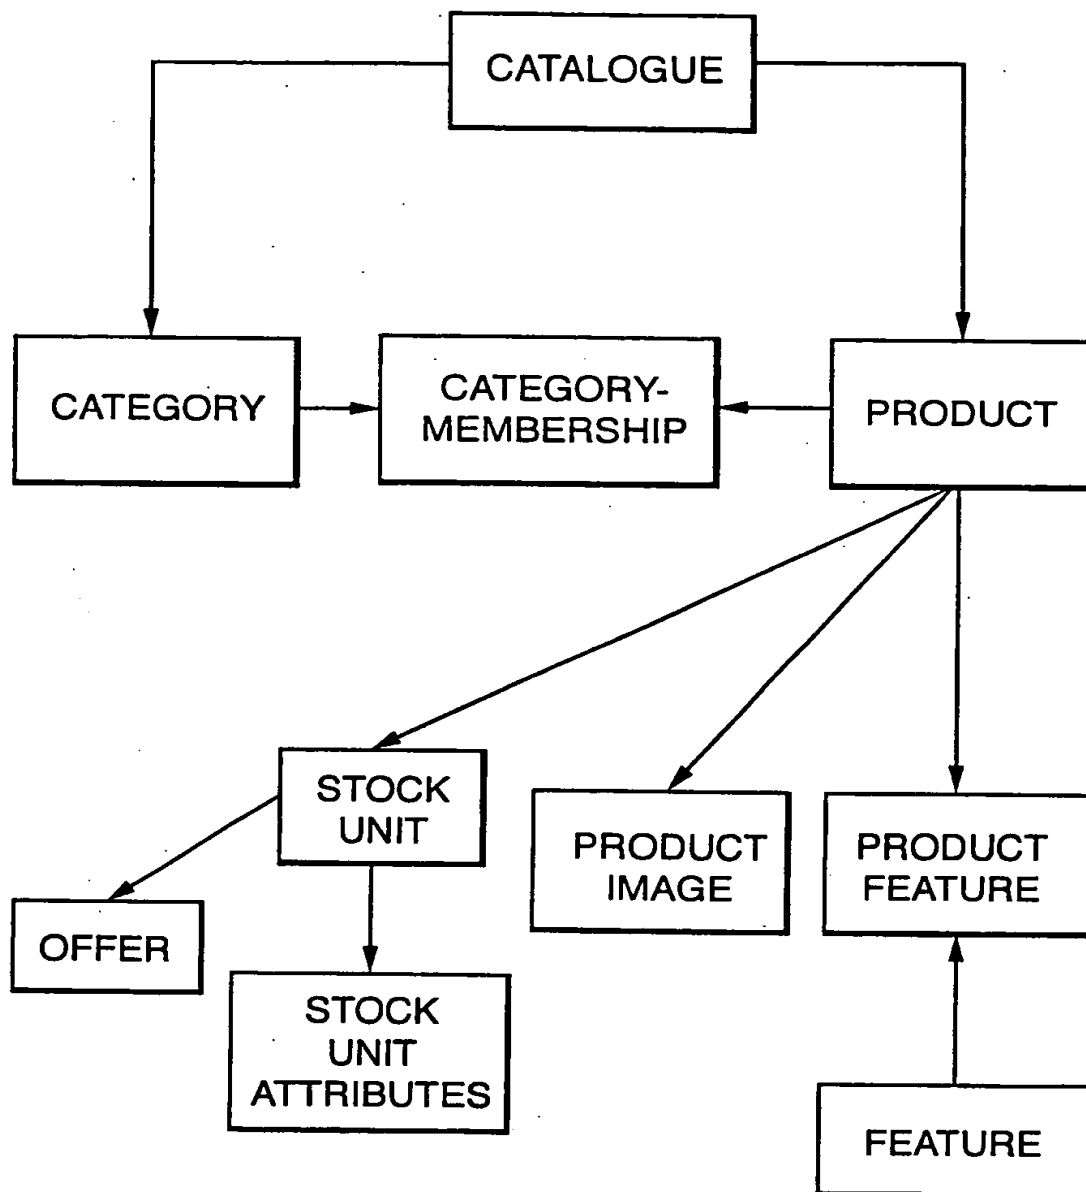 CATALOGUE
CATEGORY
CATEGORY-
MEMBERSHIP
PRODUCT
STOCK
UNIT
PRODUCT
IMAGE
PRODUCT
FEATURE
OFFER
STOCK
UNIT
ATTRIBUTES
FEATURE